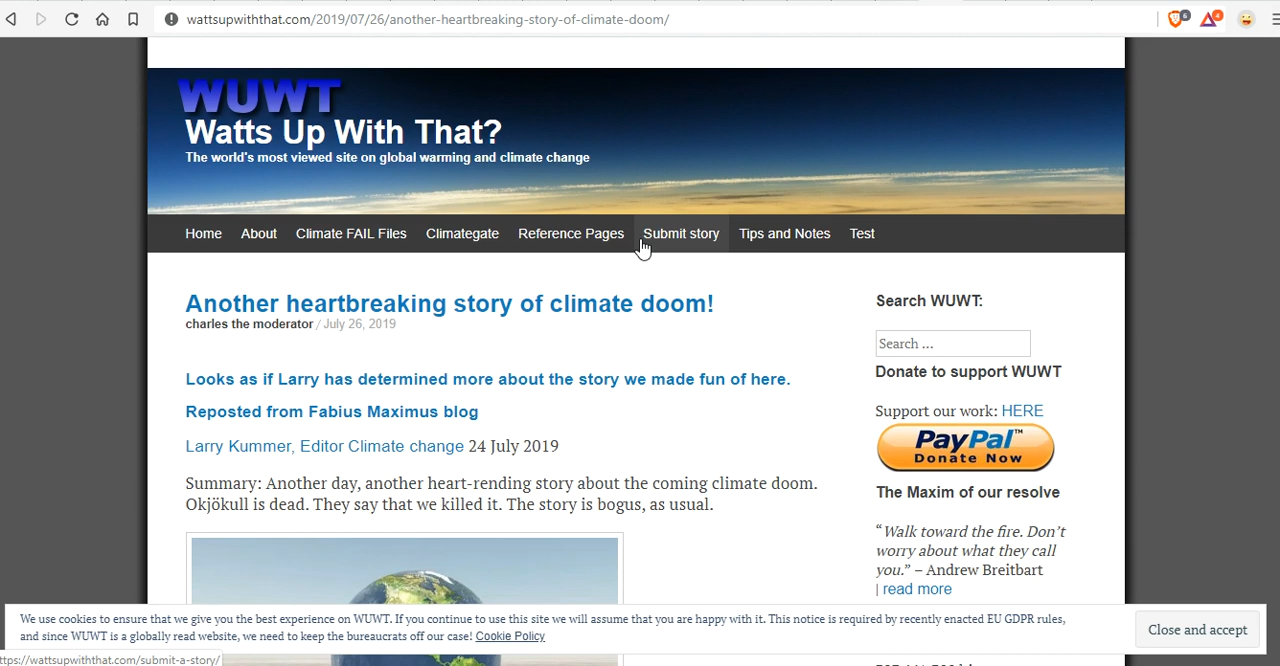 wattsupwiththat.com/2019/07/26/another-heartbreaking-story-of-climate-doom/
6
4
WUWT
Watts Up With That?
The world's most viewed site on global warming and climate change
Home About Climate FAIL Files Climategate Reference Pages Submit story Tips and Notes Test
Another heartbreaking story of climate doom!
charles the moderator / July 26, 2019
Looks as if Larry has determined more about the story we made fun of here.
Reposted from Fabius Maximus blog
Larry Kummer, Editor Climate change 24 July 2019
Summary: Another day, another heart-rending story about the coming climate doom.
Okjökull is dead. They say that we killed it. The story is bogus, as usual.
Search WUWT:
Search ...
Donate to support WUWT
Support our work: HERE
PayPal™
Donate Now
The Maxim of our resolve
“Walk toward the fire. Don’t
worry about what they call
you.” – Andrew Breitbart
| read more
We use cookies to ensure that we give you the best experience on WUWT. If you continue to use this site we will assume that you are happy with it. This notice is required by recently enacted EU GDPR rules,
and since WUWT is a globally read website, we need to keep the bureaucrats off our case! Cookie Policy
Close and accept
ttps://wattsupwiththat.com/submit-a-story/